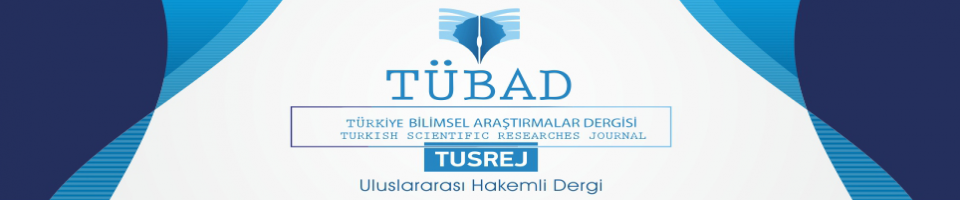 TÜBAD
TÜRKİYE BİLİMSEL ARAŞTIRMALAR DERGİSİ
TURKISH SCIENTIFIC RESEARCHES JOURNAL
TUSREJ
Uluslararası Hakemli Dergi